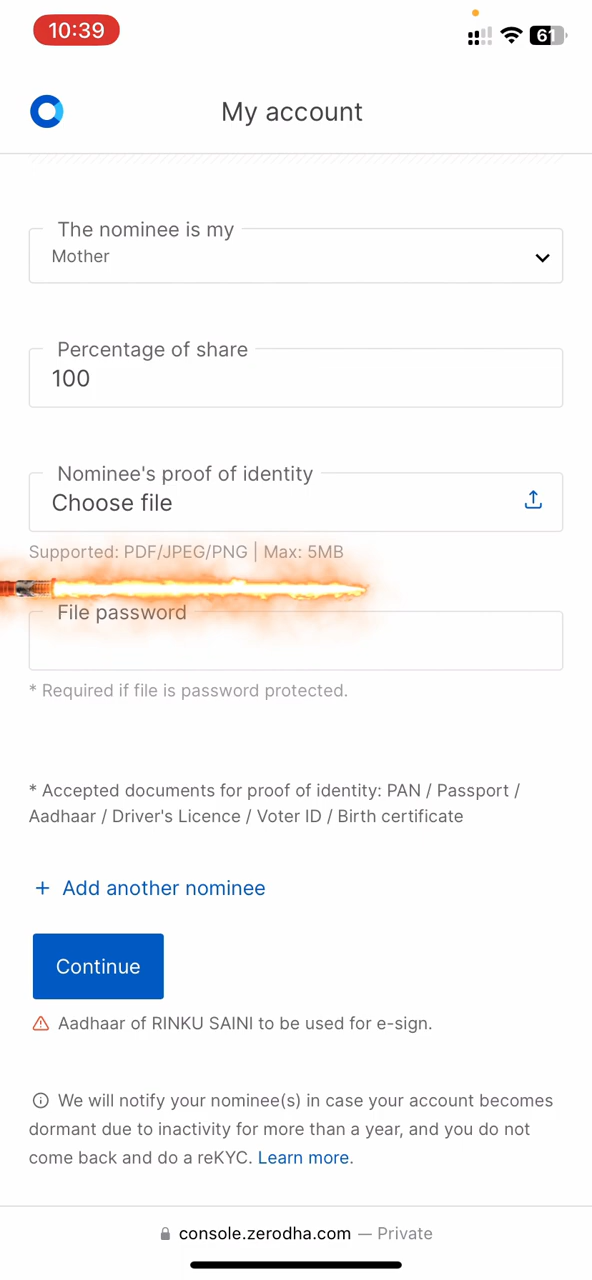 10:39
61
My account
The nominee is my
Mother
Percentage of share
100
Nominee's proof of identity
Choose file
Supported: PDF/JPEG/PNG | Max: 5MB
File password
* Required if file is password protected.
* Accepted documents for proof of identity: PAN / Passport /
Aadhaar / Driver's Licence / Voter ID / Birth certificate
+ Add another nominee
Continue
Aadhaar of RINKU SAINI to be used for e-sign.
We will notify your nominee(s) in case your account becomes
dormant due to inactivity for more than a year, and you do not
come back and do a reKYC. Learn more.
console.zerodha.com — Private